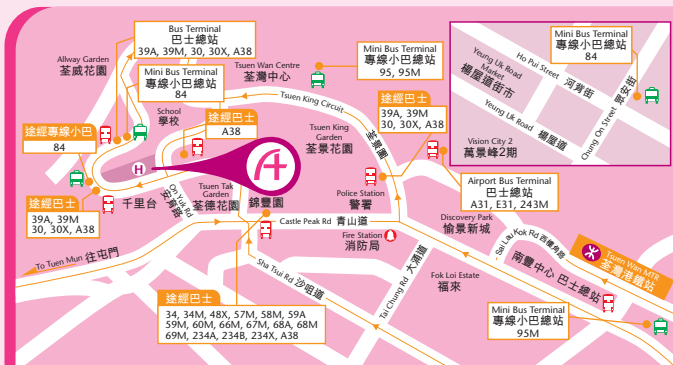 Bus Terminal
巴士總站
39A, 39M, 30, 30X, A38
Allway Garden
荃威花園
Mini Bus Terminal
專線小巴總站
84
School
學校
Tsuen Wan Centre
荃灣中心
Mini Bus Terminal
專線小巴總站
95, 95M
Tsuen King Circuit
荃景圍
途經巴士
39A, 39M
30, 30X, A38
Tsuen King
Garden
荃景花園
途經專線小巴
84
途經巴士
A38
H
途經巴士
39A, 39M
30, 30X, A38
千里台
On Yuk Rd
安育路
Tsuen Tak
Garden
荃德花園
錦豐園
Police Station
警署
Castle Peak Rd 青山道
Fire Station
消防局
Airport Bus Terminal
巴士總站
A31, E31, 243M
Discovery Park
愉景新城
Sai Lau Kok Rd 西樓角路
Tsuen Wan MTR
荃灣港鐵站
南豐中心 巴士總站
To Tuen Mun 往屯門
Sha Tsui Rd 沙咀道
Tai Chung Rd 大涌道
Fok Loi Estate
福來
途經巴士
34, 34M, 48X, 57M, 58M, 59A
59M, 60M, 66M, 67M, 68A, 68M
69M, 234A, 234B, 234X, A38
Mini Bus Terminal
專線小巴總站
95M
Yeung Uk Road
Market
楊屋道街市
Ho Pui Street 河背街
Mini Bus Terminal
專線小巴總站
84
Yeung Uk Road 楊屋道
Chung On Street 眾安街
Vision City 2
萬景峰2期